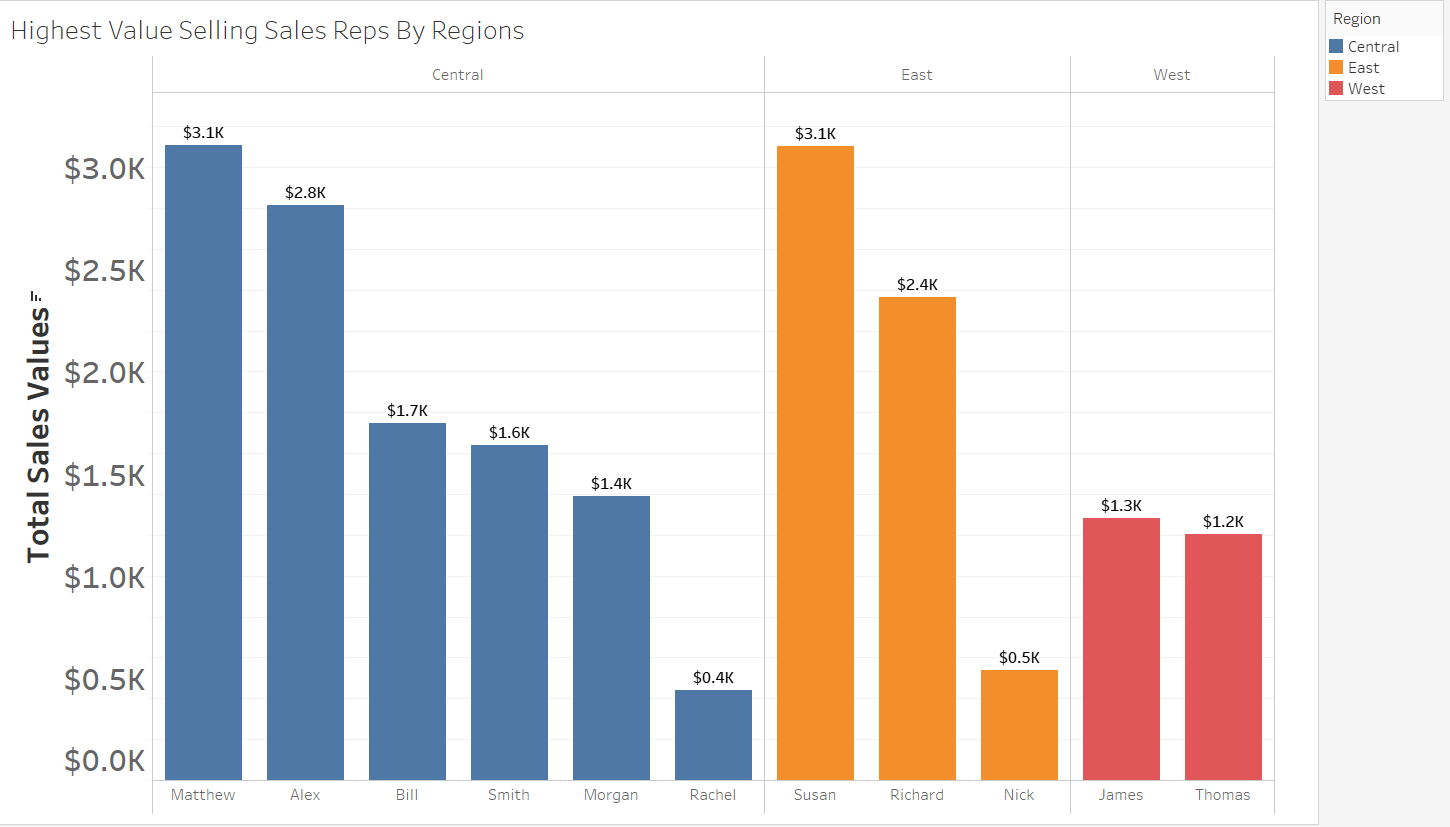 Highest Value Selling Sales Reps By Regions
Region
Central
East
West
Central East West
Total Sales Values
$3.0K
$2.5K
$2.0K
$1.5K
$1.0K
$0.5K
$0.0K
$3.1K
$2.8K
$1.7K
$1.6K
$1.4K
$0.4K
$3.1K
$2.4K
$0.5K
$1.3K
$1.2K
Matthew Alex Bill Smith Morgan Rachel Susan Richard Nick James Thomas